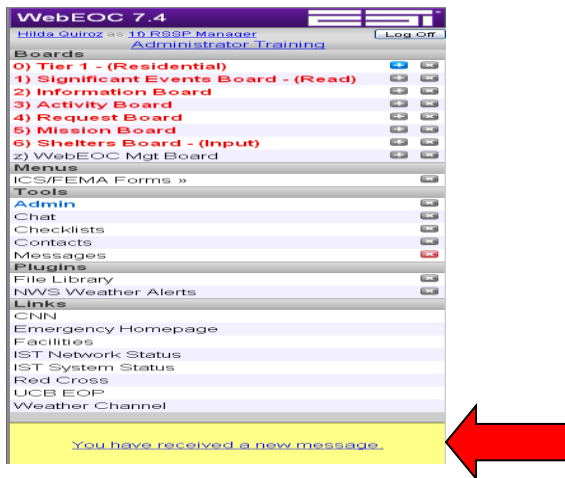 WebEOC 7.4
ESi
Hilda Quiroz as 1f) RSSP Manager Log Off
Administrator Training
Boards
0) Tier 1 - (Residential)
1) Significant Events Board - (Read)
2) Information Board
3) Activity Board
4) Request Board
5) Mission Board
6) Shelters Board - (Input)
z) WebEOC Mgt Board
Menus
ICS/FEMA Forms »
Tools
Admin
Chat
Checklists
Contacts
Messages
Plugins
File Library
NWS Weather Alerts
Links
CNN
Emergency Homepage
Facilities
IST Network Status
IST System Status
Red Cross
UCB EOP
Weather Channel
You have received a new message.